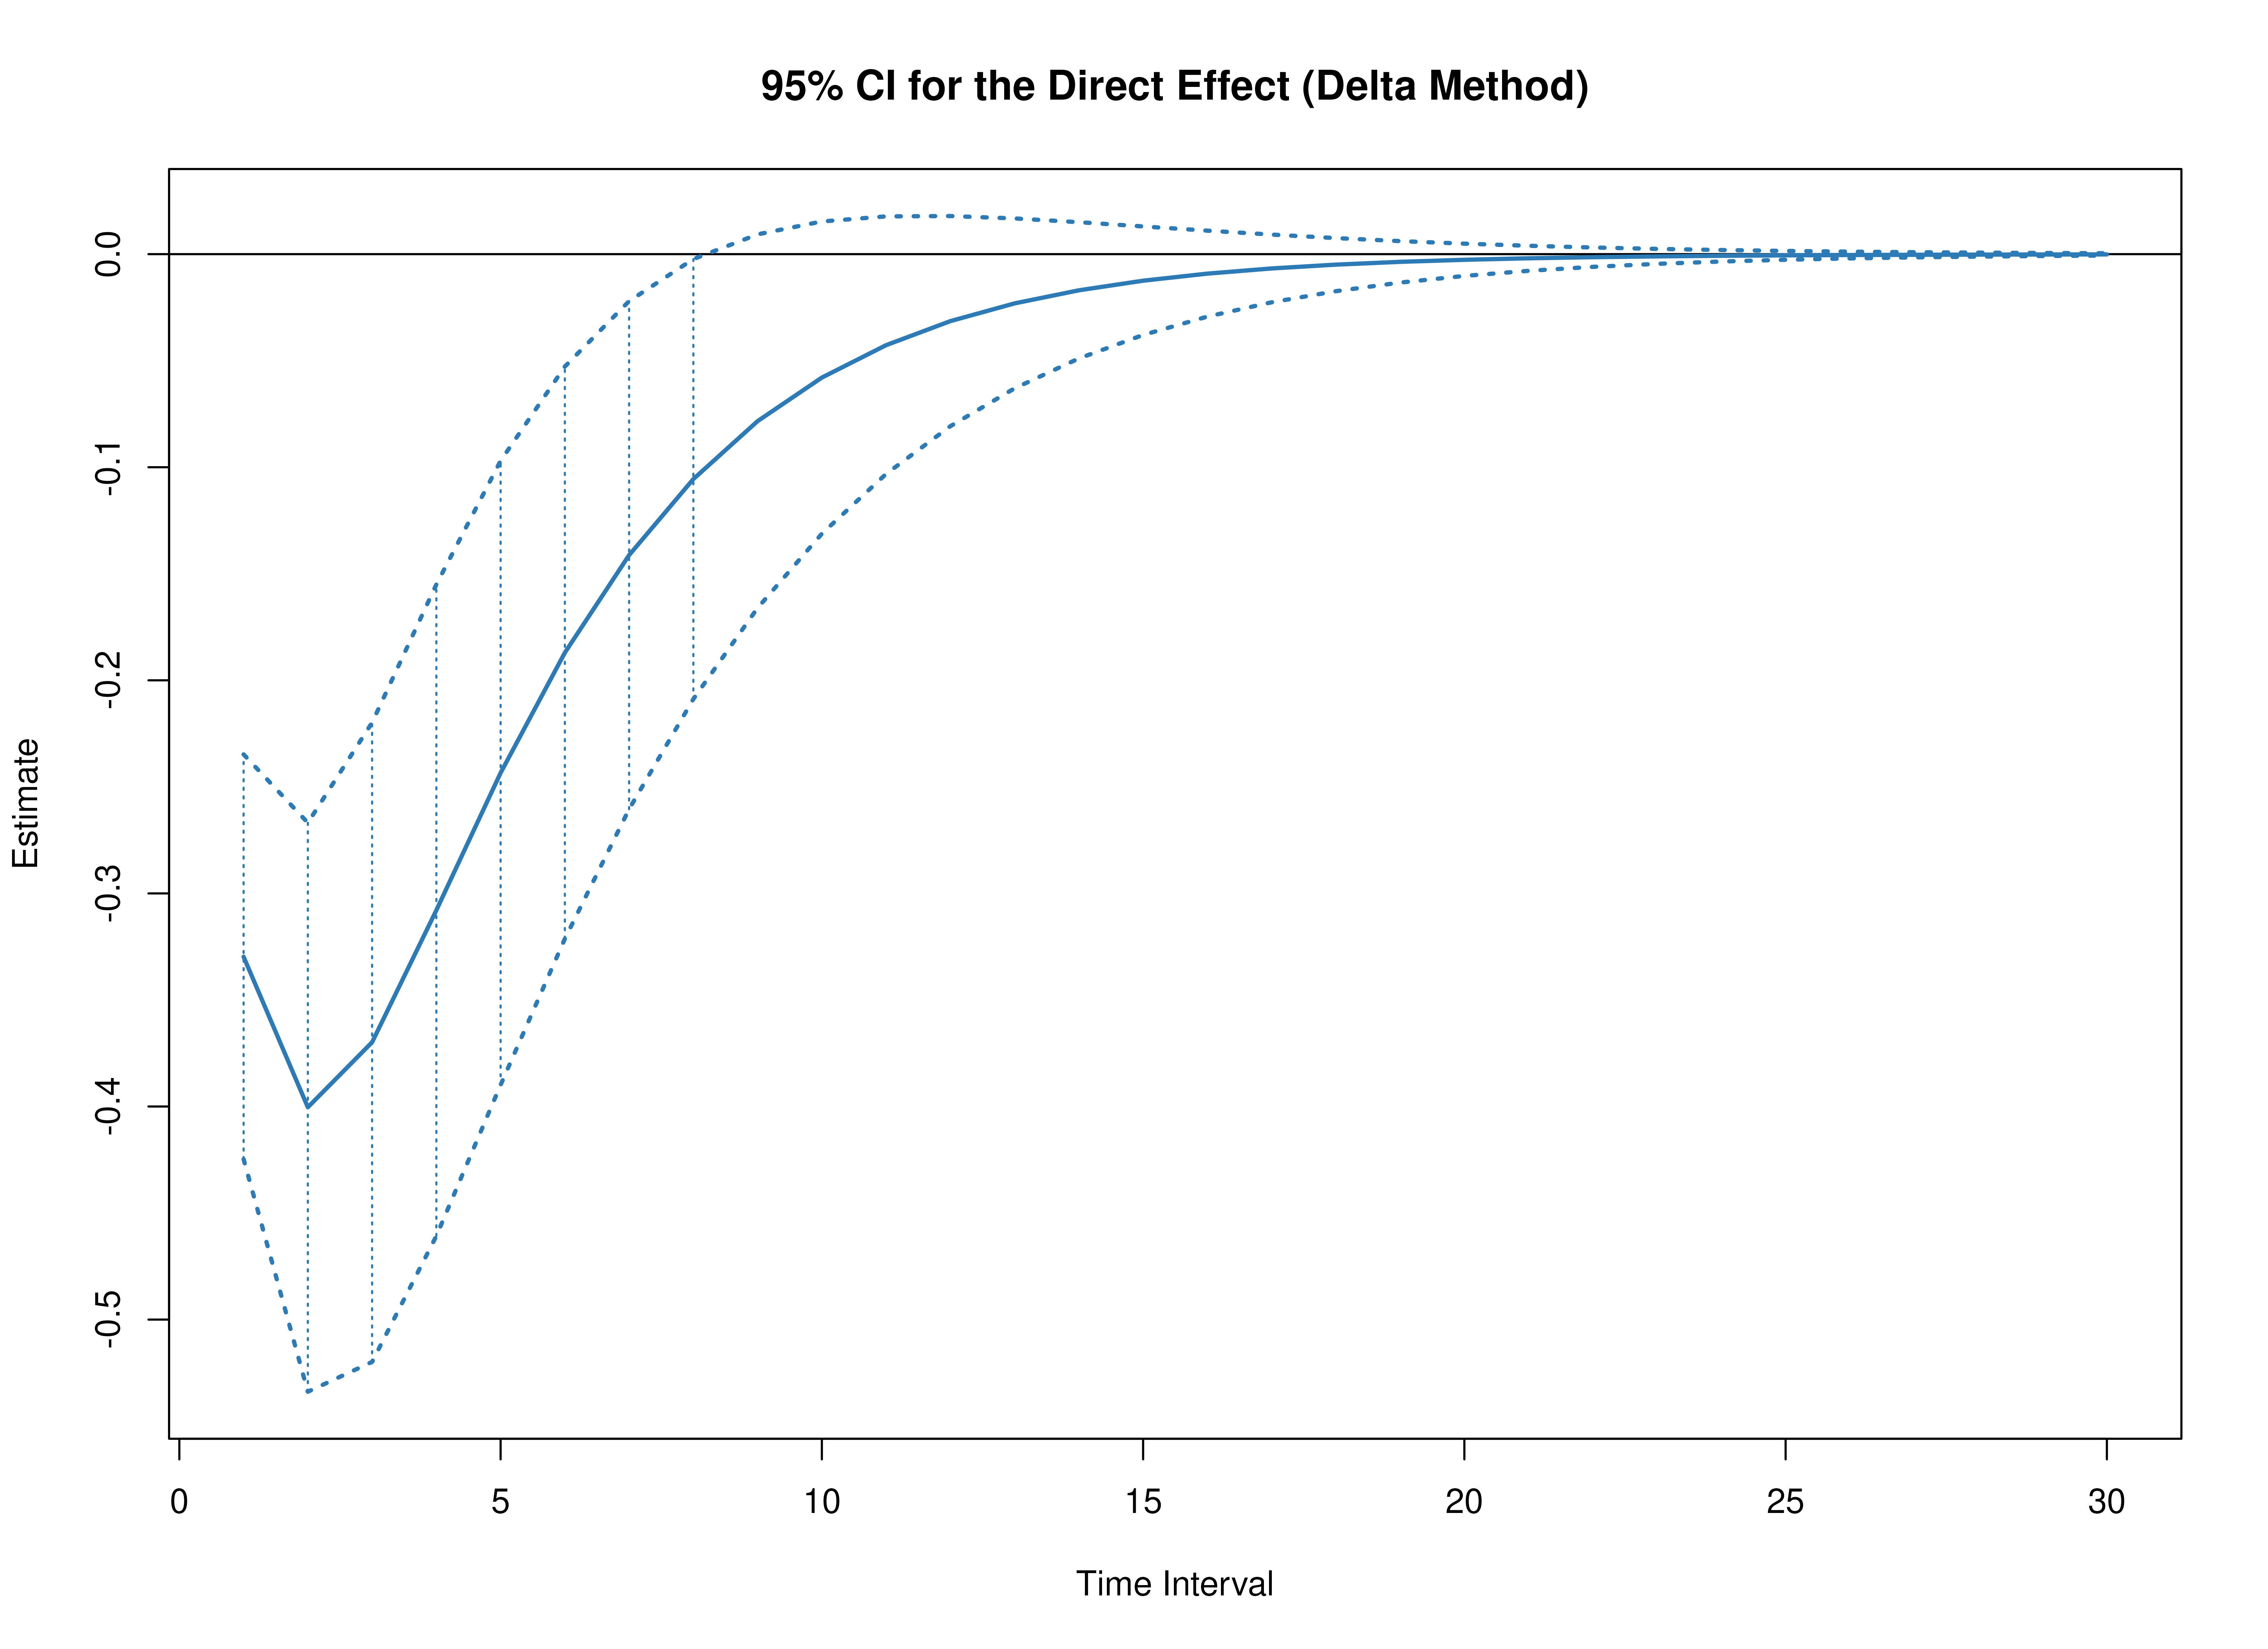 95% CI for the Direct Effect (Delta Method)
Estimate
0.0
-0.1
-0.2
-0.3
-0.4
-0.5
0 5 10 15 20 25 30
Time Interval